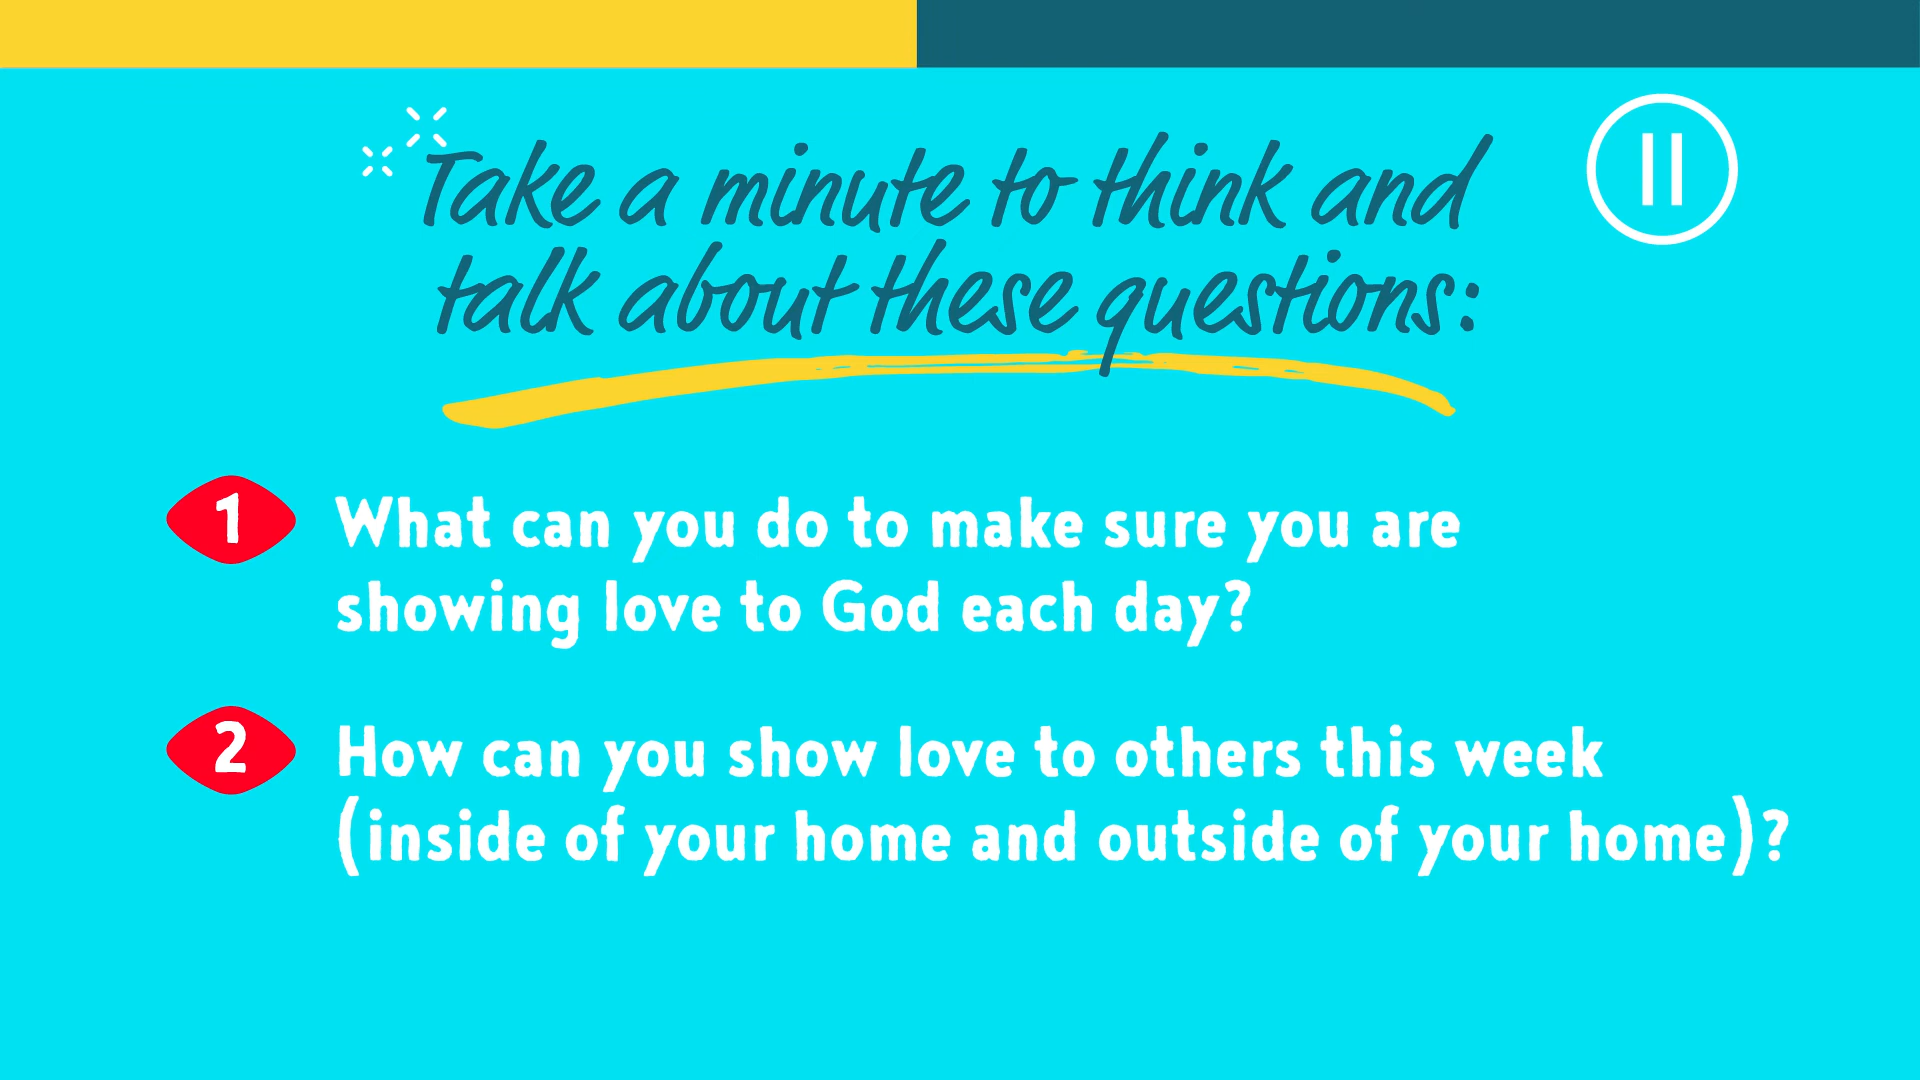 Take a minute to think and
talk about these questions:
1 What can you do to make sure you are
showing love to God each day?
2 How can you show love to others this week
(inside of your home and outside of your home)?